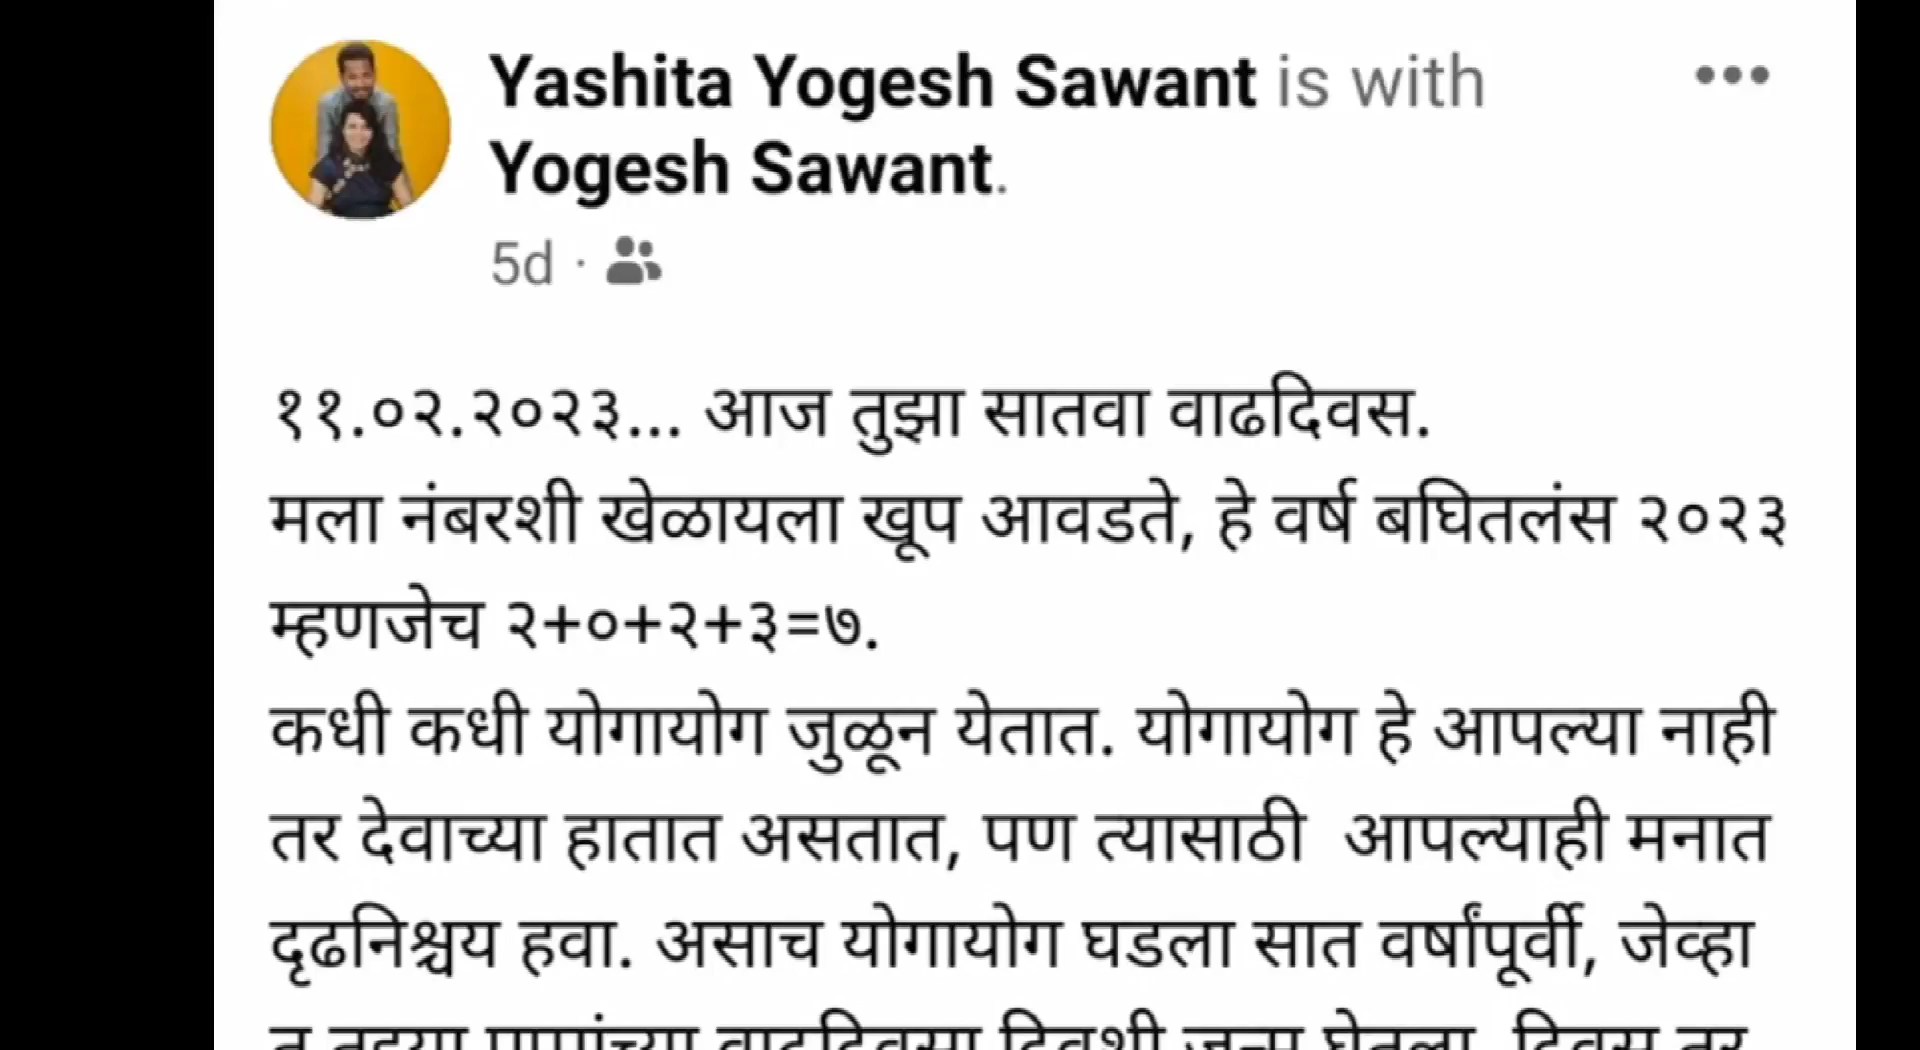 Yashita Yogesh Sawant is with
Yogesh Sawant.
5d ·
११.०२.२०२३... आज तुझा सातवा वाढदिवस.
मला नंबरशी खेळायला खूप आवडते, हे वर्ष बघितलंस २०२३
म्हणजेच २+०+२+३=७.
कधी कधी योगायोग जुळून येतात. योगायोग हे आपल्या नाही
तर देवाच्या हातात असतात, पण त्यासाठी आपल्याही मनात
दृढनिश्चय हवा. असाच योगायोग घडला सात वर्षांपूर्वी, जेव्हा